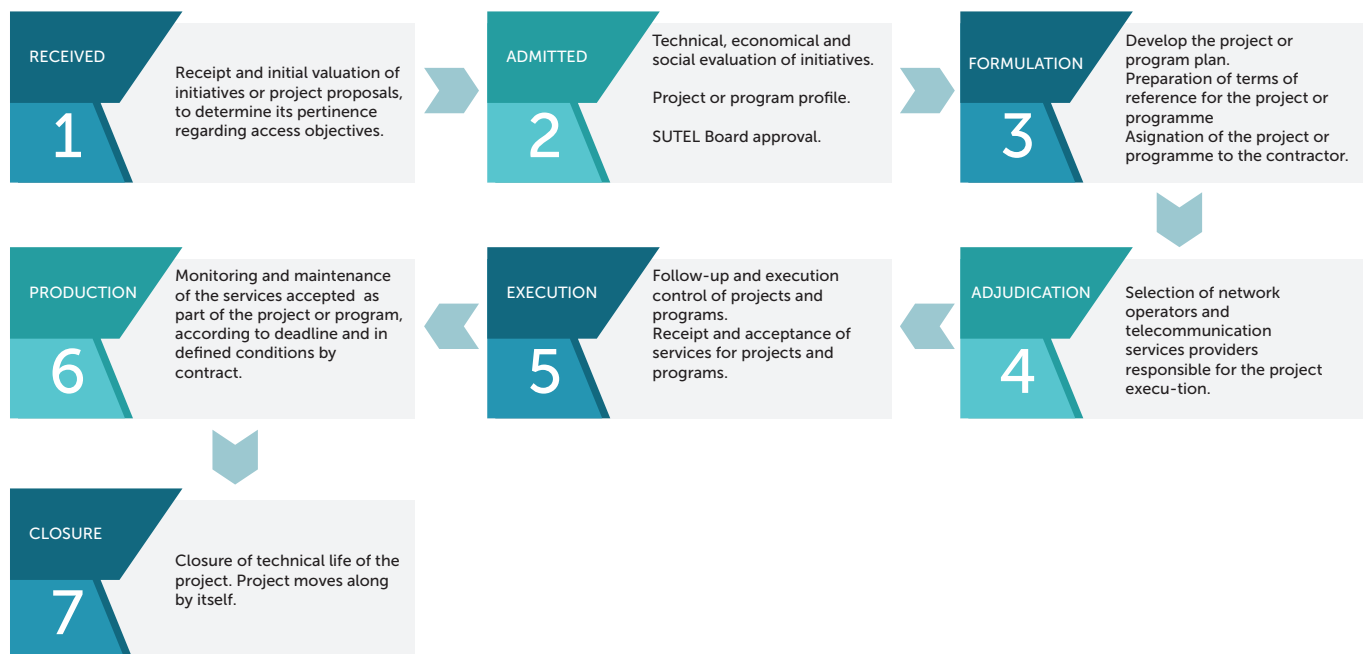 RECEIVED
1
Receipt and initial valuation of
initiatives or project proposals,
to determine its pertinence
regarding access objectives.
ADMITTED
2
Technical, economical and
social evaluation of initiatives.
Project or program profile.
SUTEL Board approval.
FORMULATION
3
Develop the project or
program plan.
Preparation of terms of
reference for the project or
programme
Asignation of the project or
programme to the contractor.
ADJUDICATION
4
Selection of network
operators and
telecommunication
services providers
responsible for the project
execu-tion.
EXECUTION
5
Follow-up and execution
control of projects and
programs.
Receipt and acceptance of
services for projects and
programs.
PRODUCTION
6
Monitoring and maintenance
of the services accepted as
part of the project or program,
according to deadline and in
defined conditions by
contract.
CLOSURE
7
Closure of technical life of the
project. Project moves along
by itself.